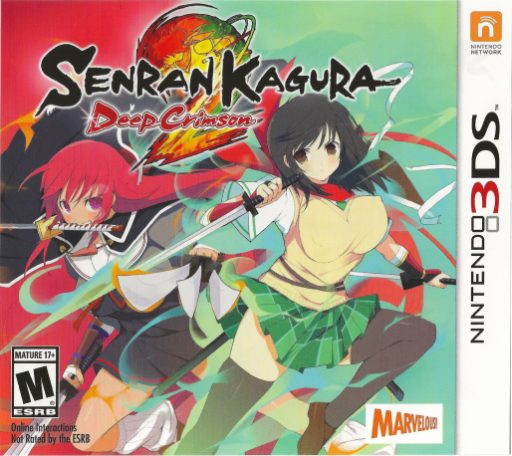 SENRAN KAGURA
2
Deep Crimson
NINTENDO
NETWORK
NINTENDO 3DS™
MATURE 17+
M
®
ESRB
Online Interactions
Not Rated by the ESRB
MARVELOUS!